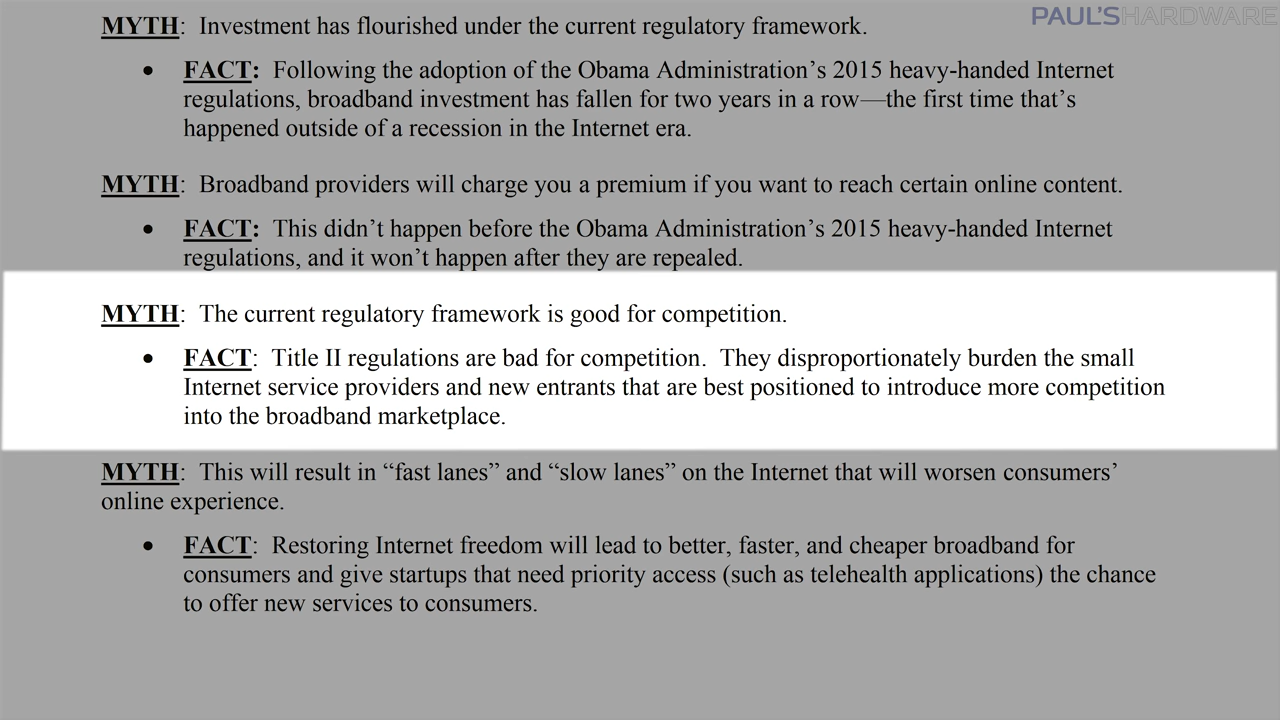 PAUL'SHARDWARE
MYTH: Investment has flourished under the current regulatory framework.
• FACT: Following the adoption of the Obama Administration’s 2015 heavy-handed Internet
regulations, broadband investment has fallen for two years in a row—the first time that’s
happened outside of a recession in the Internet era.
MYTH: Broadband providers will charge you a premium if you want to reach certain online content.
• FACT: This didn’t happen before the Obama Administration’s 2015 heavy-handed Internet
regulations, and it won’t happen after they are repealed.
MYTH: The current regulatory framework is good for competition.
• FACT: Title II regulations are bad for competition. They disproportionately burden the small
Internet service providers and new entrants that are best positioned to introduce more competition
into the broadband marketplace.
MYTH: This will result in “fast lanes” and “slow lanes” on the Internet that will worsen consumers’
online experience.
• FACT: Restoring Internet freedom will lead to better, faster, and cheaper broadband for
consumers and give startups that need priority access (such as telehealth applications) the chance
to offer new services to consumers.